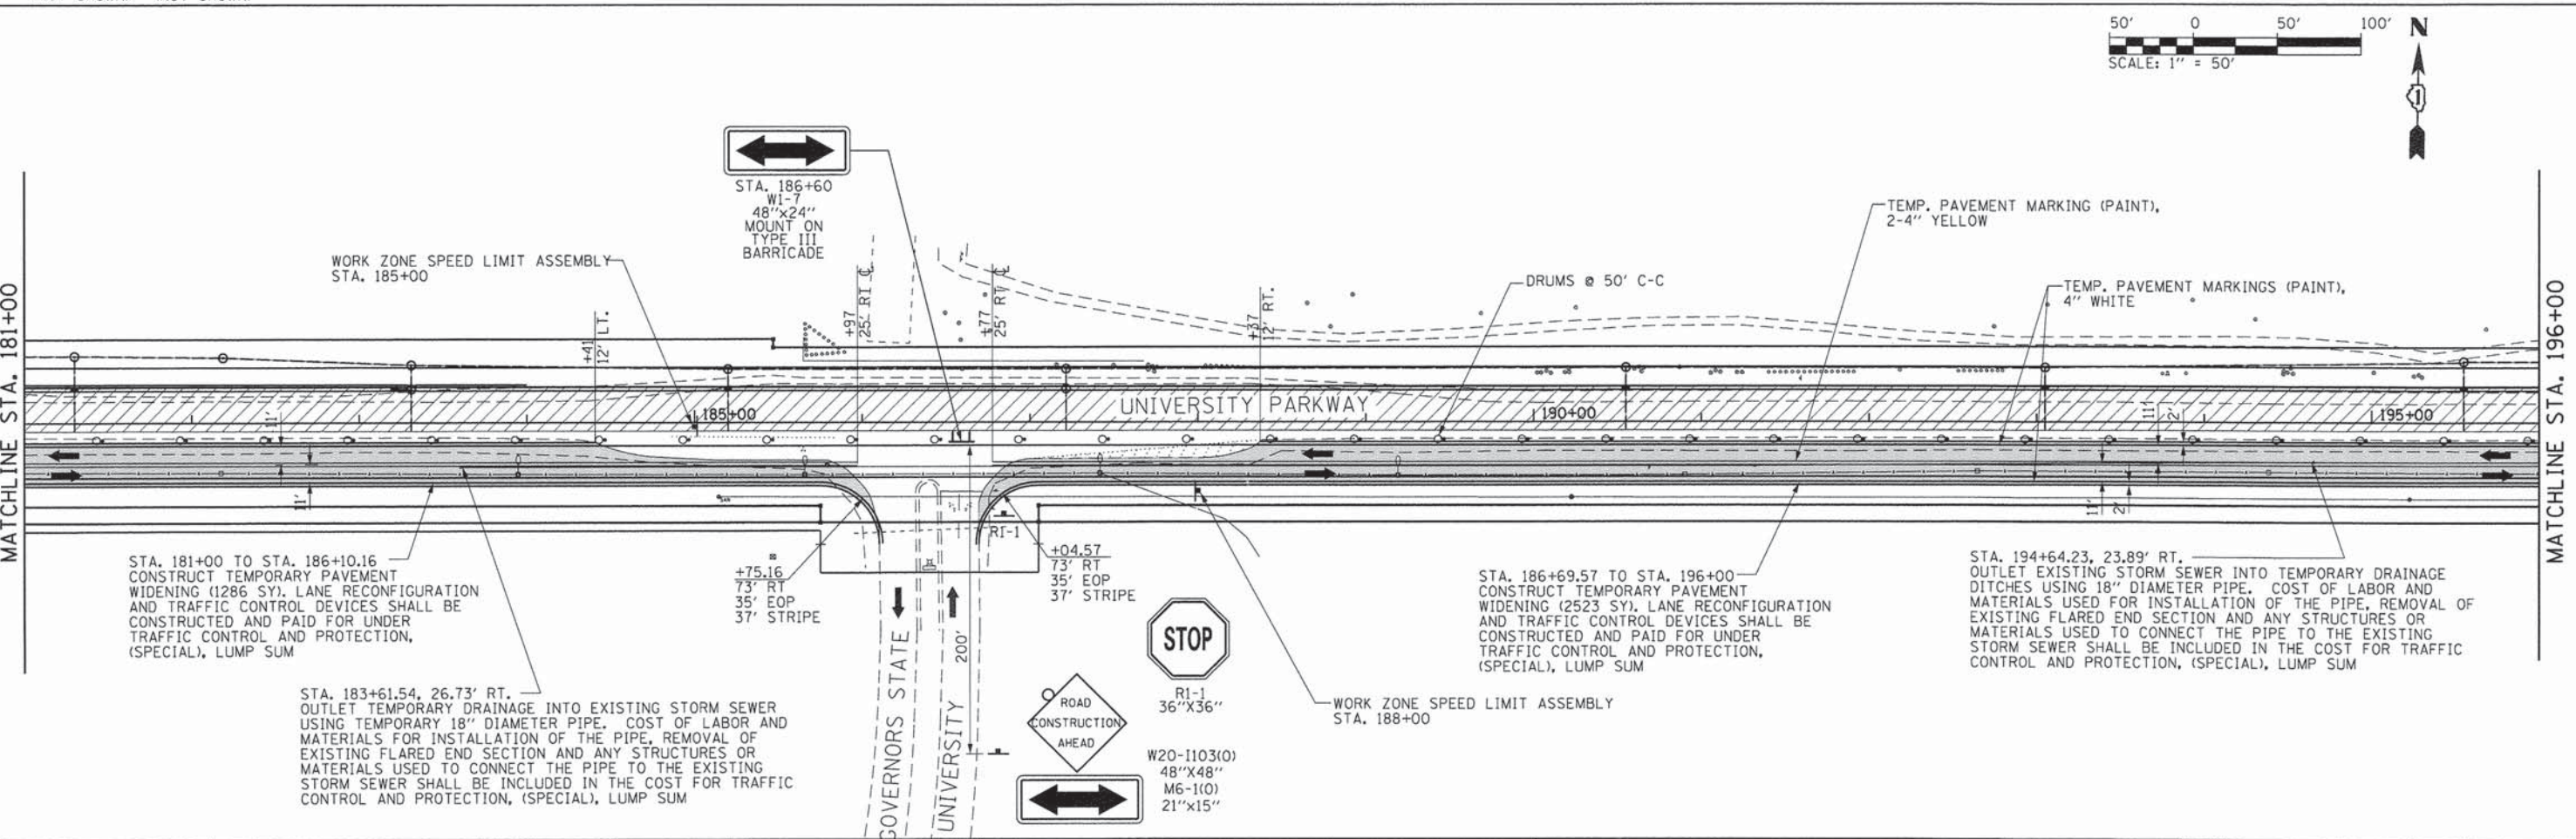 50' 0 50' 100'
SCALE: 1" = 50'
N
MATCHLINE STA. 181+00
MATCHLINE STA. 196+00
STA. 186+60
W1-7
48"x24"
MOUNT ON
TYPE III
BARRICADE
WORK ZONE SPEED LIMIT ASSEMBLY
STA. 185+00
TEMP. PAVEMENT MARKING (PAINT),
2-4" YELLOW
DRUMS @ 50' C-C
TEMP. PAVEMENT MARKINGS (PAINT),
4" WHITE
+41
12' LT.
+97
25' RT ℄
+77
25' RT ℄
+37
12' RT.
185+00
UNIVERSITY PARKWAY
190+00
195+00
11'
11'
11'
2'
11'
2'
STA. 181+00 TO STA. 186+10.16
CONSTRUCT TEMPORARY PAVEMENT
WIDENING (1286 SY). LANE RECONFIGURATION
AND TRAFFIC CONTROL DEVICES SHALL BE
CONSTRUCTED AND PAID FOR UNDER
TRAFFIC CONTROL AND PROTECTION,
(SPECIAL), LUMP SUM
STA. 183+61.54, 26.73' RT.
OUTLET TEMPORARY DRAINAGE INTO EXISTING STORM SEWER
USING TEMPORARY 18" DIAMETER PIPE. COST OF LABOR AND
MATERIALS FOR INSTALLATION OF THE PIPE, REMOVAL OF
EXISTING FLARED END SECTION AND ANY STRUCTURES OR
MATERIALS USED TO CONNECT THE PIPE TO THE EXISTING
STORM SEWER SHALL BE INCLUDED IN THE COST FOR TRAFFIC
CONTROL AND PROTECTION, (SPECIAL), LUMP SUM
+75.16
73' RT
35' EOP
37' STRIPE
R1-1
+04.57
73' RT
35' EOP
37' STRIPE
GOVERNORS STATE
UNIVERSITY
200'
STOP
R1-1
36"X36"
ROAD
CONSTRUCTION
AHEAD
W20-I103(O)
48"X48"
M6-1(O)
21"x15"
WORK ZONE SPEED LIMIT ASSEMBLY
STA. 188+00
STA. 186+69.57 TO STA. 196+00
CONSTRUCT TEMPORARY PAVEMENT
WIDENING (2523 SY). LANE RECONFIGURATION
AND TRAFFIC CONTROL DEVICES SHALL BE
CONSTRUCTED AND PAID FOR UNDER
TRAFFIC CONTROL AND PROTECTION,
(SPECIAL), LUMP SUM
STA. 194+64.23, 23.89' RT.
OUTLET EXISTING STORM SEWER INTO TEMPORARY DRAINAGE
DITCHES USING 18" DIAMETER PIPE. COST OF LABOR AND
MATERIALS USED FOR INSTALLATION OF THE PIPE, REMOVAL OF
EXISTING FLARED END SECTION AND ANY STRUCTURES OR
MATERIALS USED TO CONNECT THE PIPE TO THE EXISTING
STORM SEWER SHALL BE INCLUDED IN THE COST FOR TRAFFIC
CONTROL AND PROTECTION, (SPECIAL), LUMP SUM